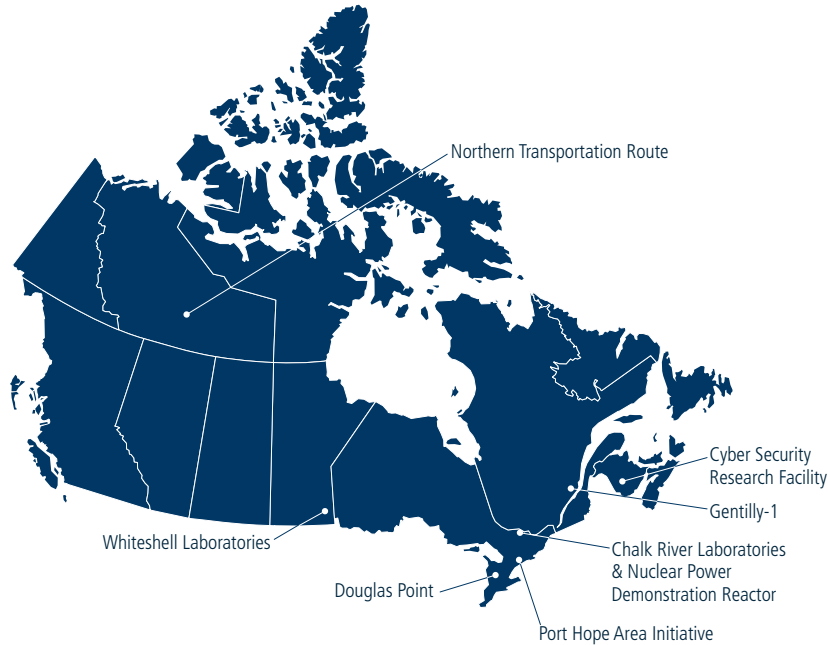 Northern Transportation Route
Cyber Security
Research Facility
Gentilly-1
Whiteshell Laboratories
Chalk River Laboratories
& Nuclear Power
Demonstration Reactor
Douglas Point
Port Hope Area Initiative